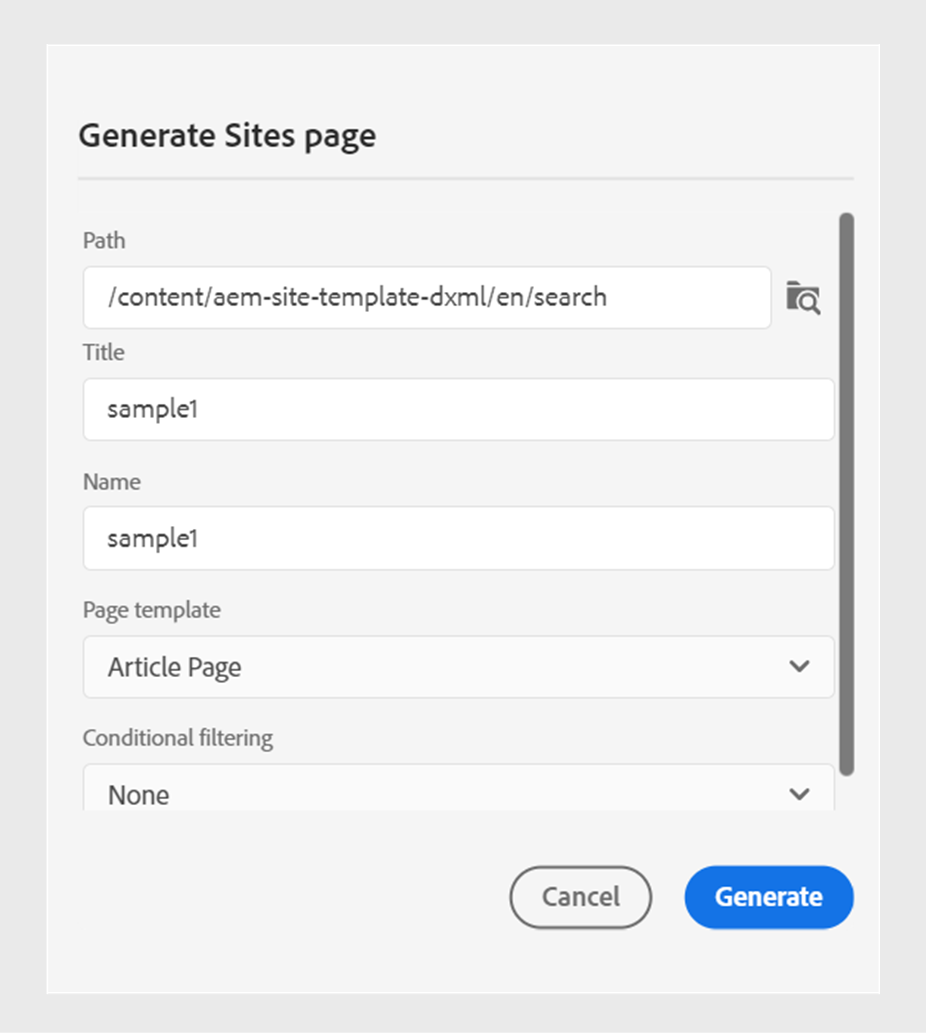 Generate Sites page
Path
/content/aem-site-template-dxml/en/search
Title
sample1
Name
sample1
Page template
Article Page
Conditional filtering
None
Cancel
Generate